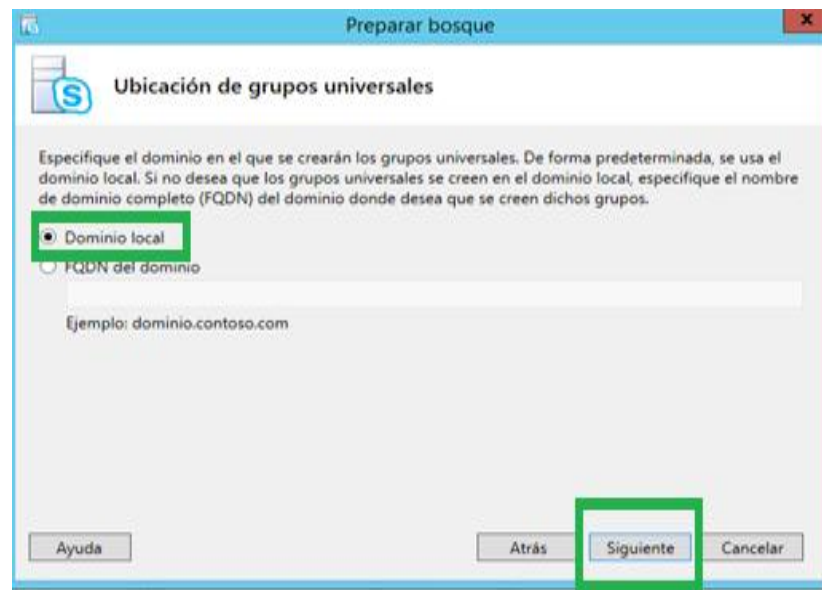 Preparar bosque
x
S
Ubicación de grupos universales
Especifique el dominio en el que se crearán los grupos universales. De forma predeterminada, se usa el
dominio local. Si no desea que los grupos universales se creen en el dominio local, especifique el nombre
de dominio completo (FQDN) del dominio donde desea que se creen dichos grupos.
Dominio local
FQDN del dominio
Ejemplo: dominio.contoso.com
Ayuda Atrás Siguiente Cancelar